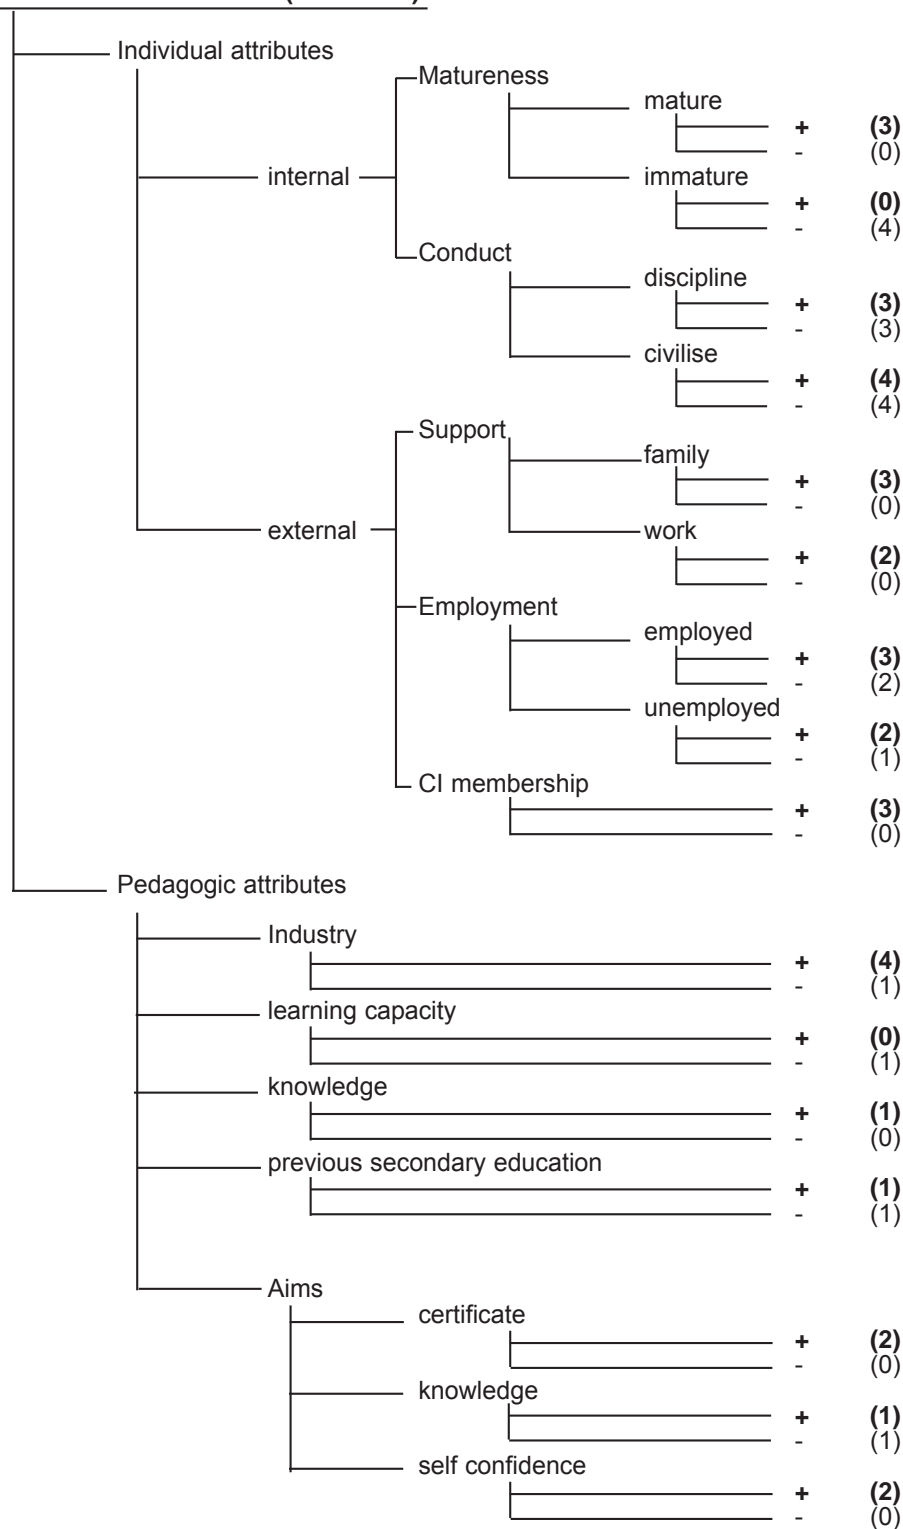 Individual attributes
Matureness
mature
+ (3)
- (0)
internal
immature
+ (0)
- (4)
Conduct
discipline
+ (3)
- (3)
civilise
+ (4)
- (4)
Support
family
+ (3)
- (0)
external
work
+ (2)
- (0)
Employment
employed
+ (3)
- (2)
unemployed
+ (2)
- (1)
CI membership
+ (3)
- (0)
Pedagogic attributes
Industry
+ (4)
- (1)
learning capacity
+ (0)
- (1)
knowledge
+ (1)
- (0)
previous secondary education
+ (1)
- (1)
Aims
certificate
+ (2)
- (0)
knowledge
+ (1)
- (1)
self confidence
+ (2)
- (0)